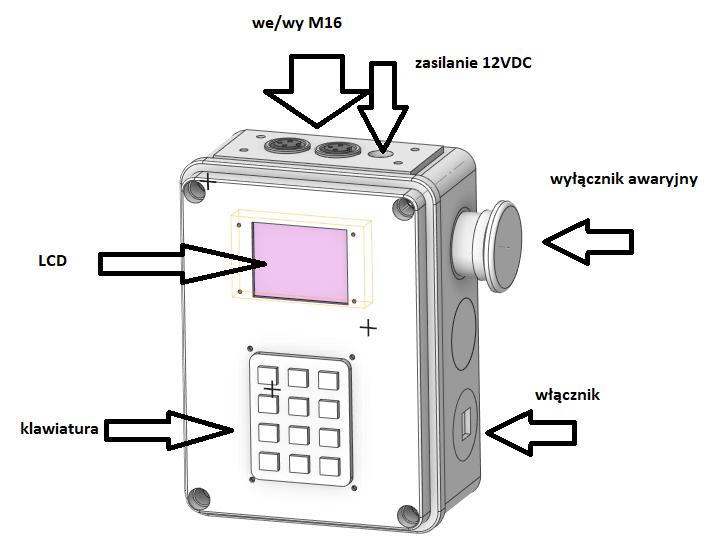 we/wy M16
zasilanie 12VDC
wyłącznik awaryjny
LCD
włącznik
klawiatura